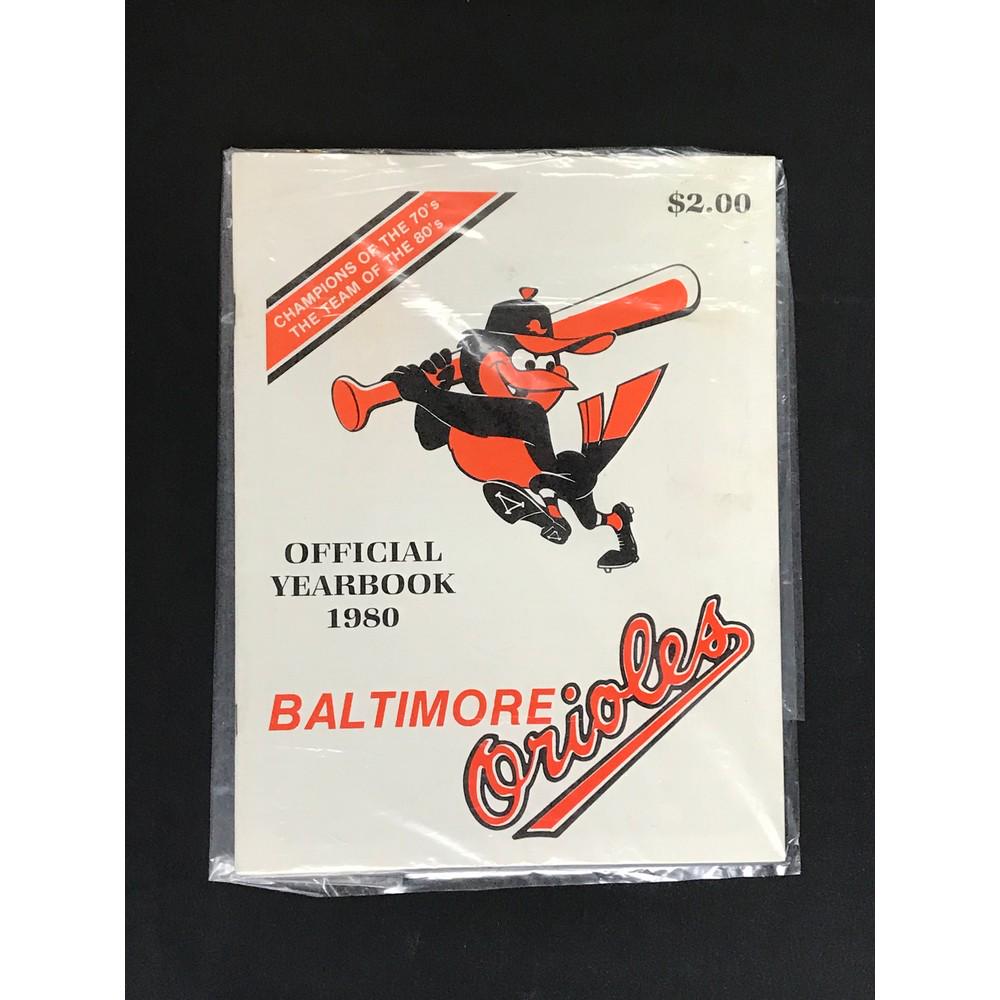 $2.00
CHAMPIONS OF THE 70's
THE TEAM OF THE 80's
OFFICIAL
YEARBOOK
1980
BALTIMORE
Orioles